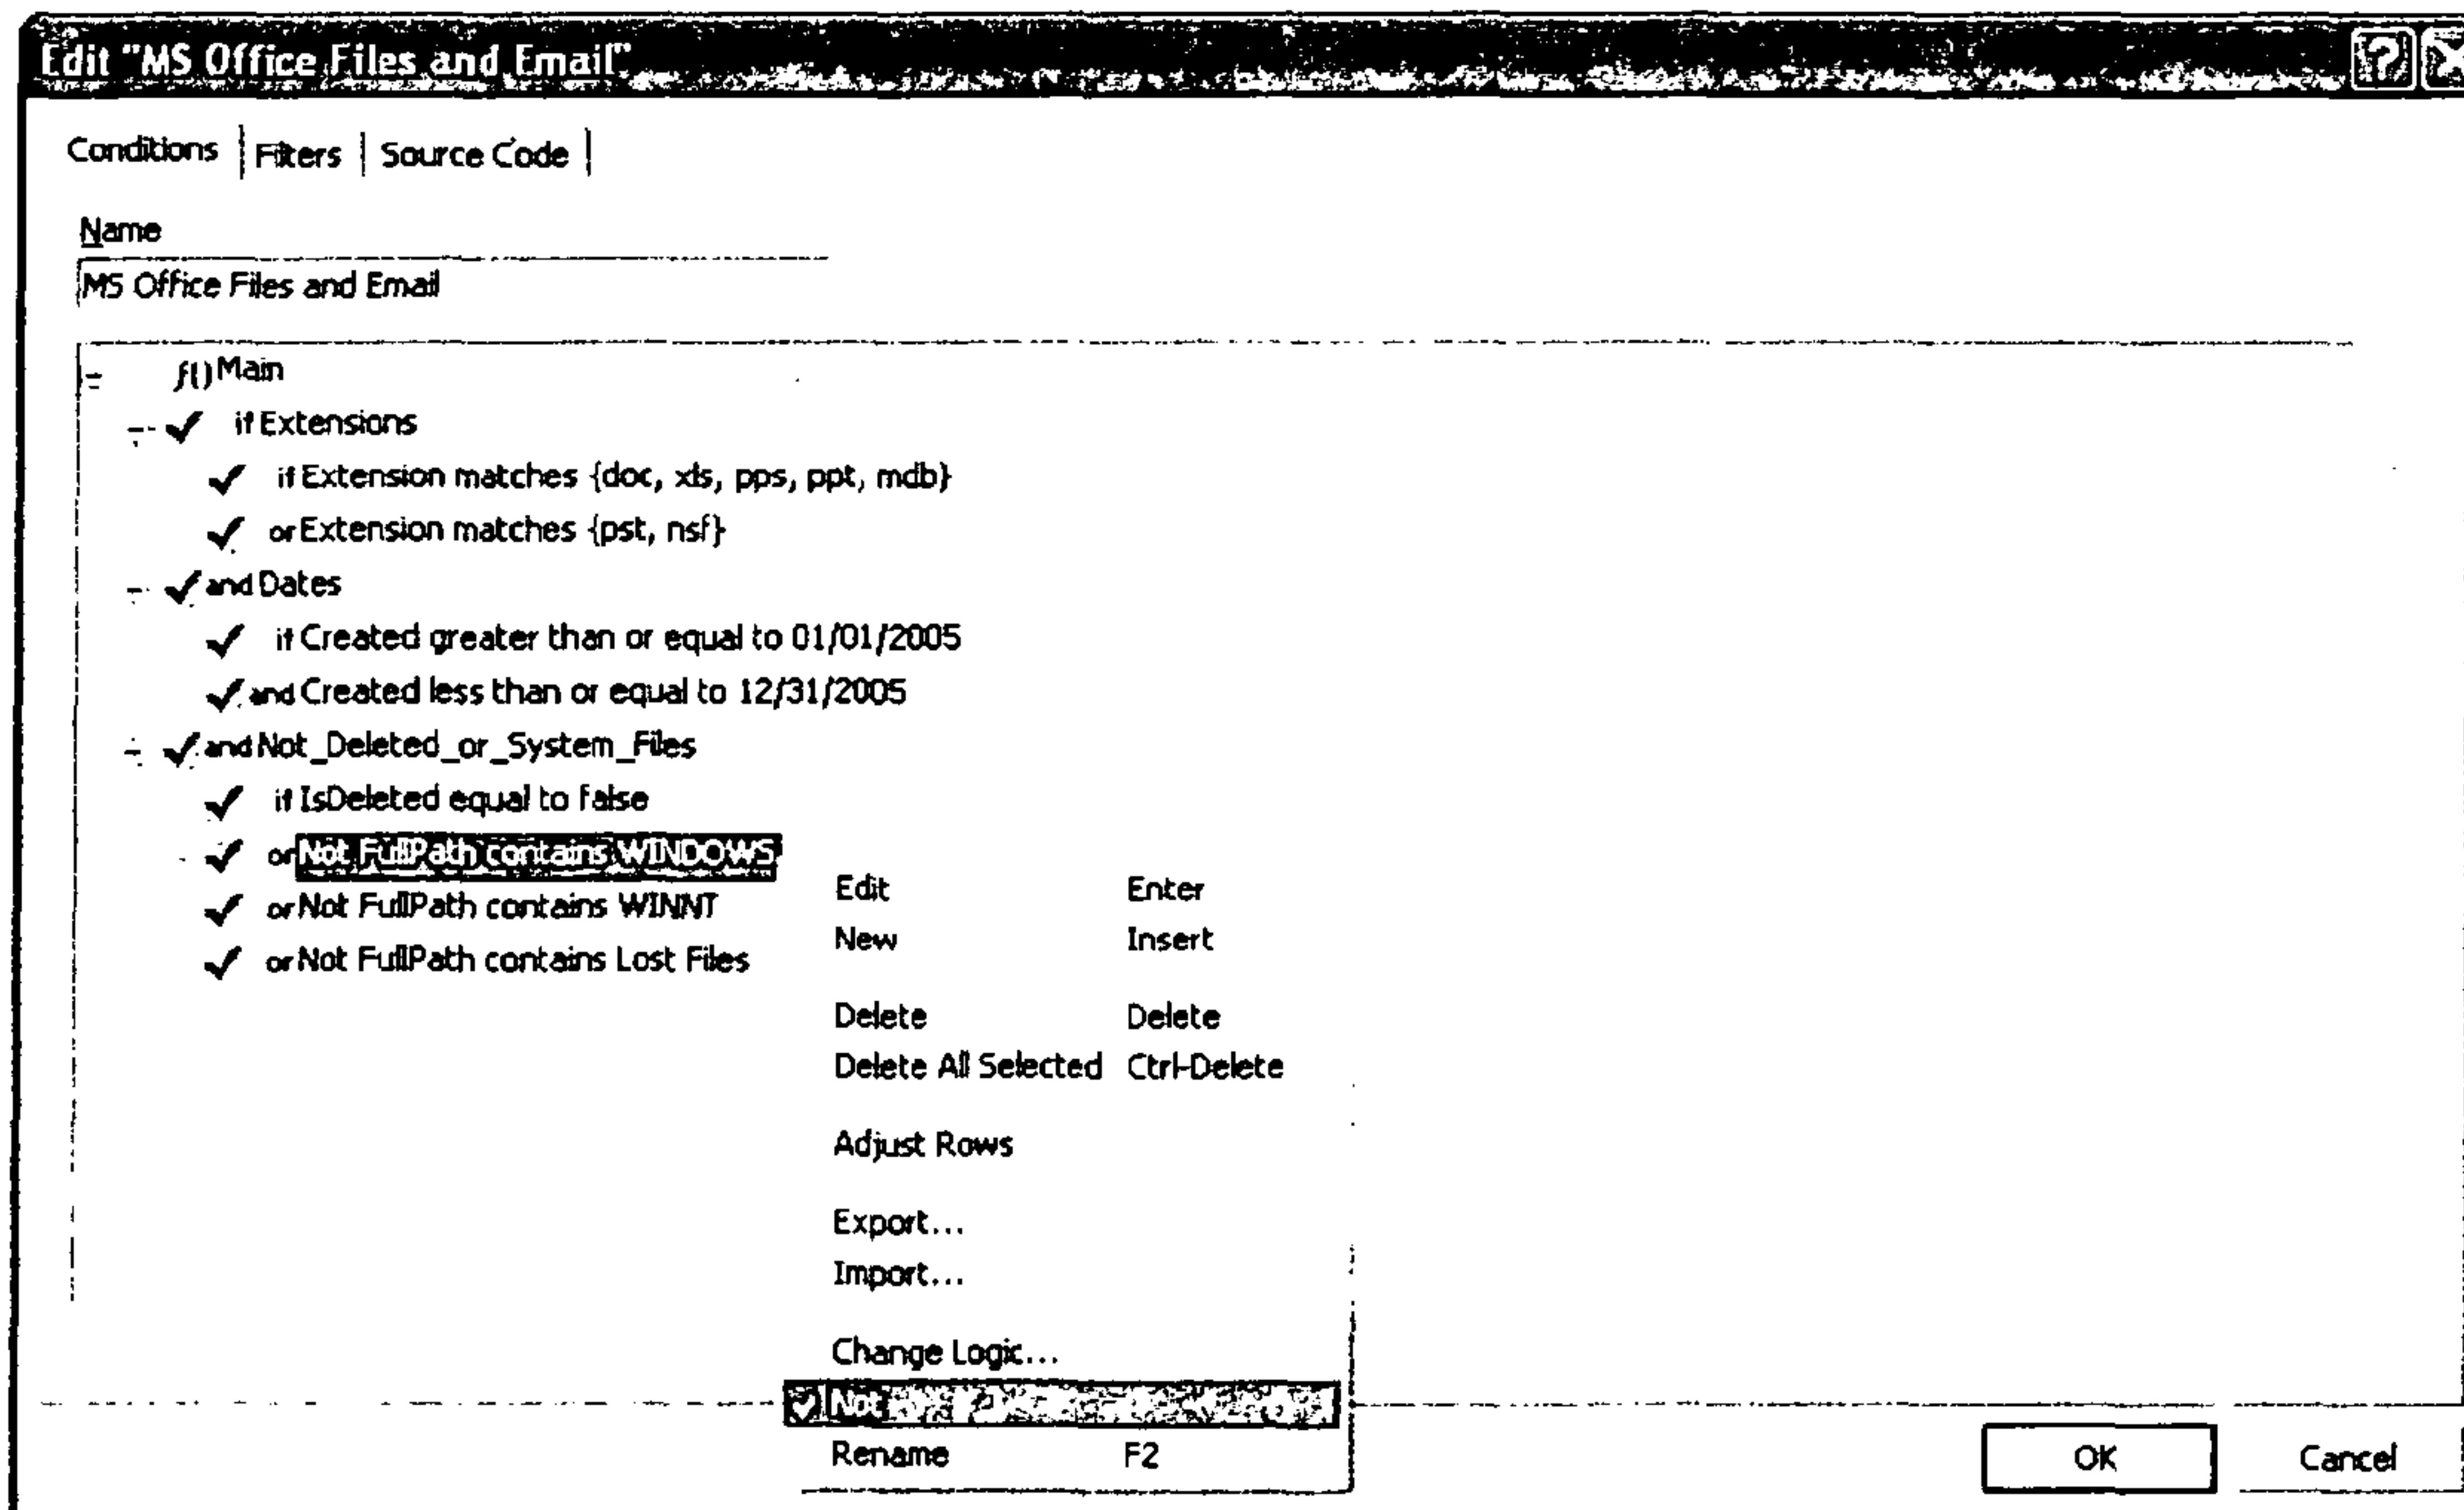 Edit "MS Office Files and Email"
Conditions Filters Source Code
Name
MS Office Files and Email
f() Main
if Extensions
if Extension matches {doc, xls, pps, ppt, mdb}
or Extension matches {pst, nsf}
and Dates
if Created greater than or equal to 01/01/2005
and Created less than or equal to 12/31/2005
and Not_Deleted_or_System_Files
if IsDeleted equal to false
or Not FullPath contains WINDOWS
or Not FullPath contains WINNT
or Not FullPath contains Lost Files
Edit Enter
New Insert
Delete Delete
Delete All Selected Ctrl-Delete
Adjust Rows
Export...
Import...
Change Logic...
Not
Rename F2
OK Cancel